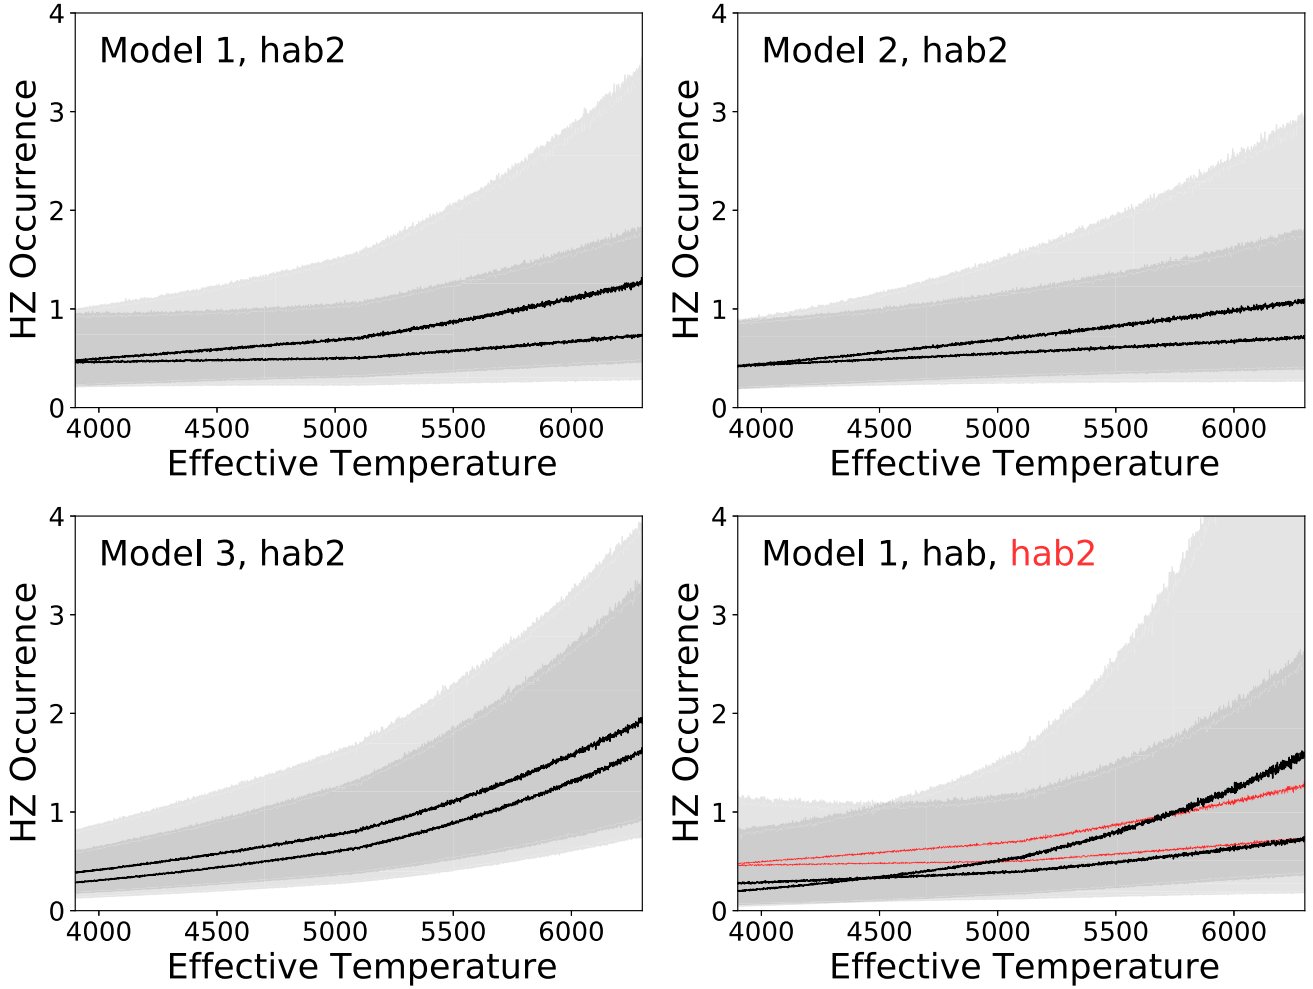 Model 1, hab2
HZ Occurrence
4
3
2
1
0
4000 4500 5000 5500 6000
Effective Temperature
Model 2, hab2
HZ Occurrence
4
3
2
1
0
4000 4500 5000 5500 6000
Effective Temperature
Model 3, hab2
HZ Occurrence
4
3
2
1
0
4000 4500 5000 5500 6000
Effective Temperature
Model 1, hab, hab2
HZ Occurrence
4
3
2
1
0
4000 4500 5000 5500 6000
Effective Temperature